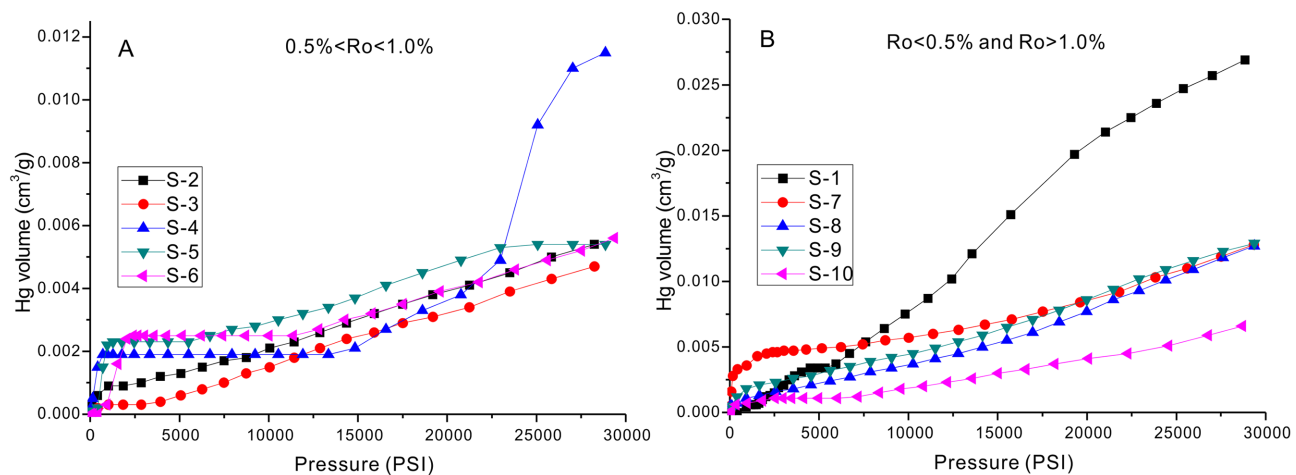 A
0.5%<Ro<1.0%
0.012
0.010
0.008
0.006
0.004
0.002
0.000
Hg volume (cm³/g)
S-2
S-3
S-4
S-5
S-6
0 5000 10000 15000 20000 25000 30000
Pressure (PSI)
B
Ro<0.5% and Ro>1.0%
0.030
0.025
0.020
0.015
0.010
0.005
0.000
Hg volume (cm³/g)
S-1
S-7
S-8
S-9
S-10
0 5000 10000 15000 20000 25000 30000
Pressure (PSI)